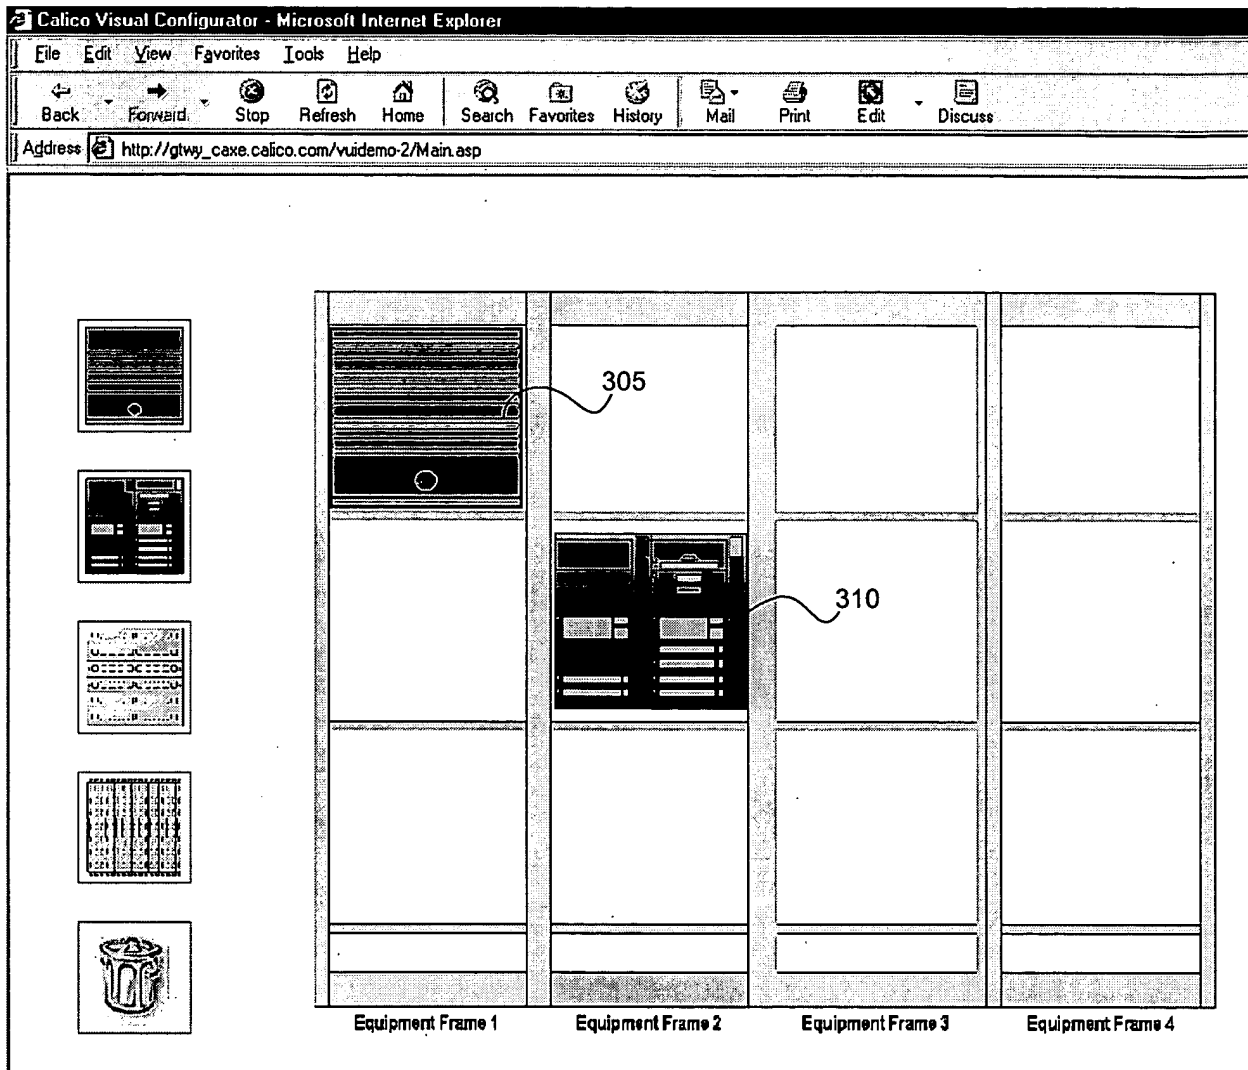 Calico Visual Configurator - Microsoft Internet Explorer
File Edit View Favorites Tools Help
Back Forward Stop Refresh Home Search Favorites History Mail Print Edit Discuss
Address http://gtwy_caxe.calico.com/vuidemo-2/Main.asp
305
310
Equipment Frame 1 Equipment Frame 2 Equipment Frame 3 Equipment Frame 4